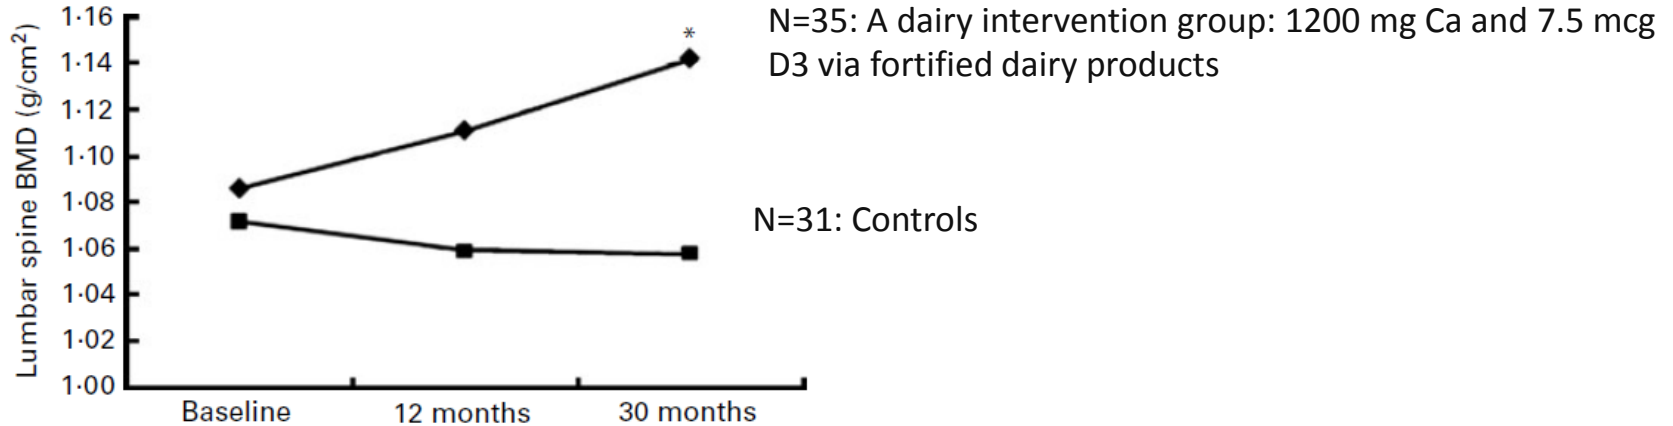 Lumbar spine BMD (g/cm²)
1·16
1·14
1·12
1·10
1·08
1·06
1·04
1·02
1·00
Baseline
12 months
30 months
*
N=35: A dairy intervention group: 1200 mg Ca and 7.5 mcg
D3 via fortified dairy products
N=31: Controls